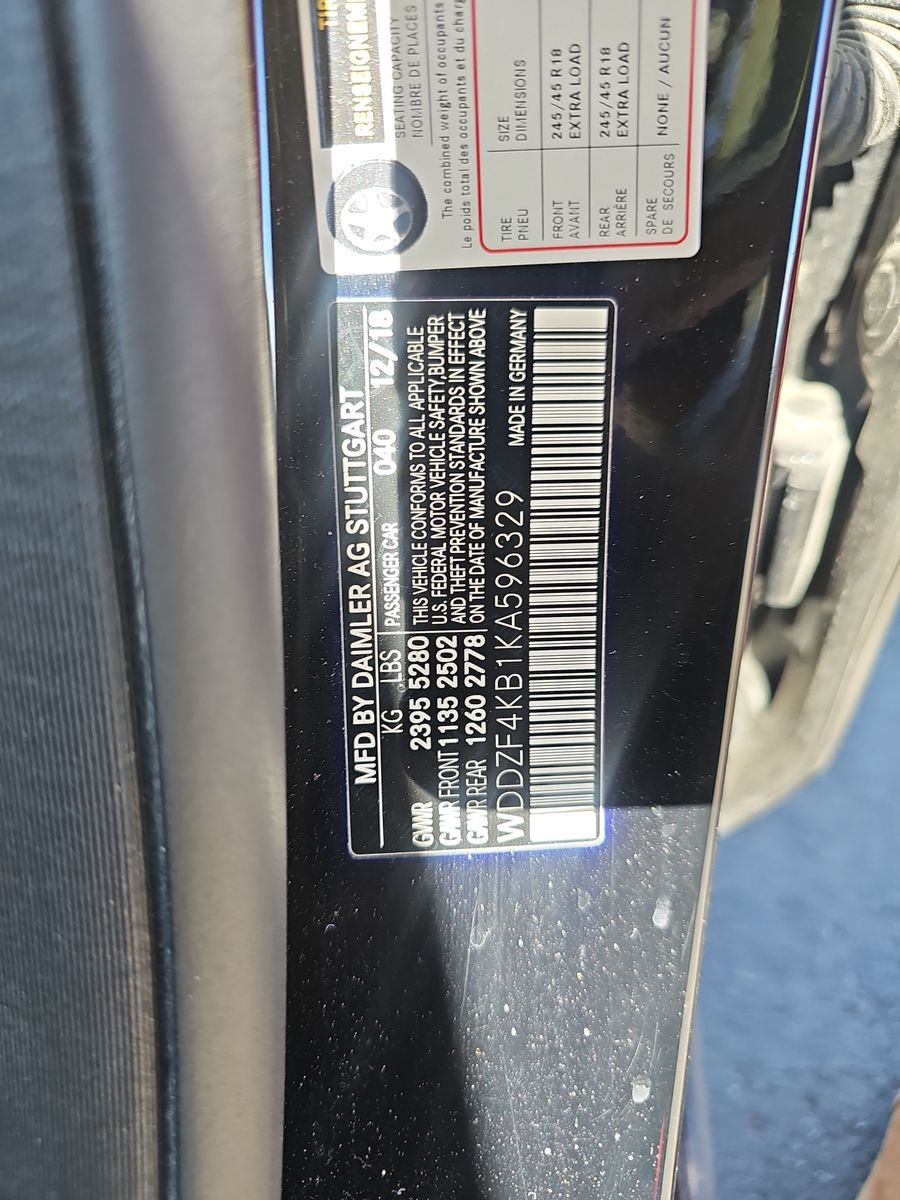 MFD BY DAIMLER AG STUTTGART
KG LBS PASSENGER CAR 040 12/18
GVWR 2395 5280
GAWR FRONT 1135 2502
GAWR REAR 1260 2778
THIS VEHICLE CONFORMS TO ALL APPLICABLE
U.S. FEDERAL MOTOR VEHICLE SAFETY,BUMPER
AND THEFT PREVENTION STANDARDS IN EFFECT
ON THE DATE OF MANUFACTURE SHOWN ABOVE
WDDZF4KB1KA596329 MADE IN GERMANY
SEATING CAPACITY
NOMBRE DE PLACES
The combined weight of occupants
Le poids total des occupants et du
TIRE SIZE
PNEU DIMENSIONS
FRONT 245/45 R18
AVANT EXTRA LOAD
REAR 245/45 R18
ARRIÈRE EXTRA LOAD
SPARE NONE / AUCUN
DE SECOURS